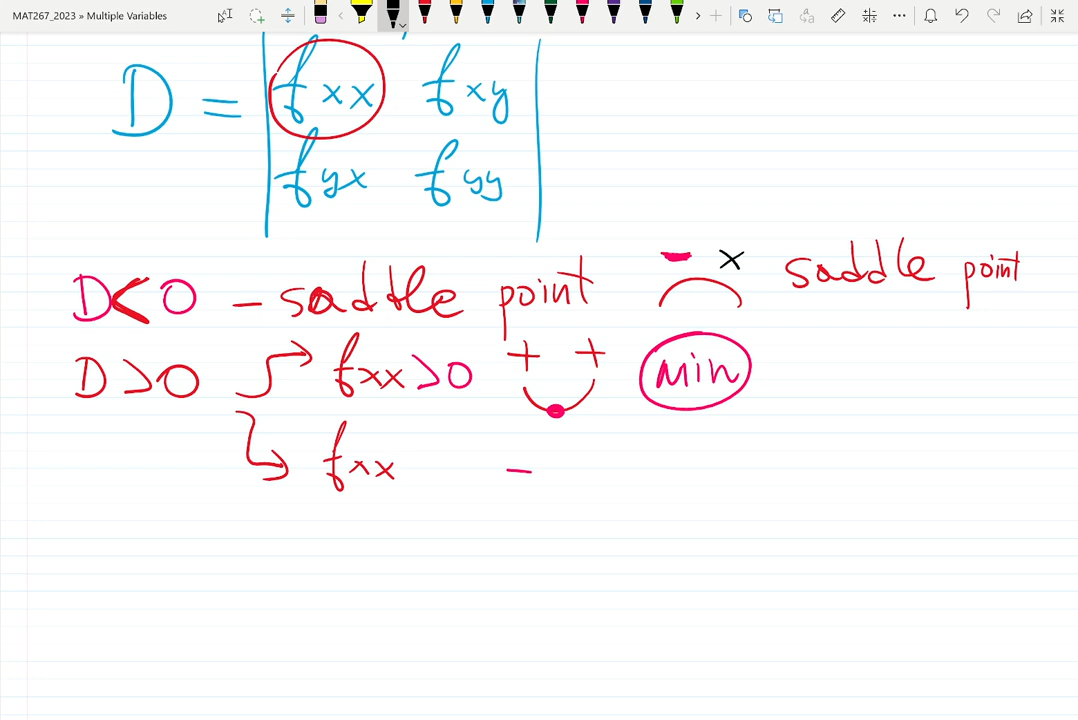 MAT267_2023 » Multiple Variables
D = | fxx fxy |
| fyx fyy |
D < 0 – saddle point – x saddle point
D > 0 fxx > 0 + + min
fxx –